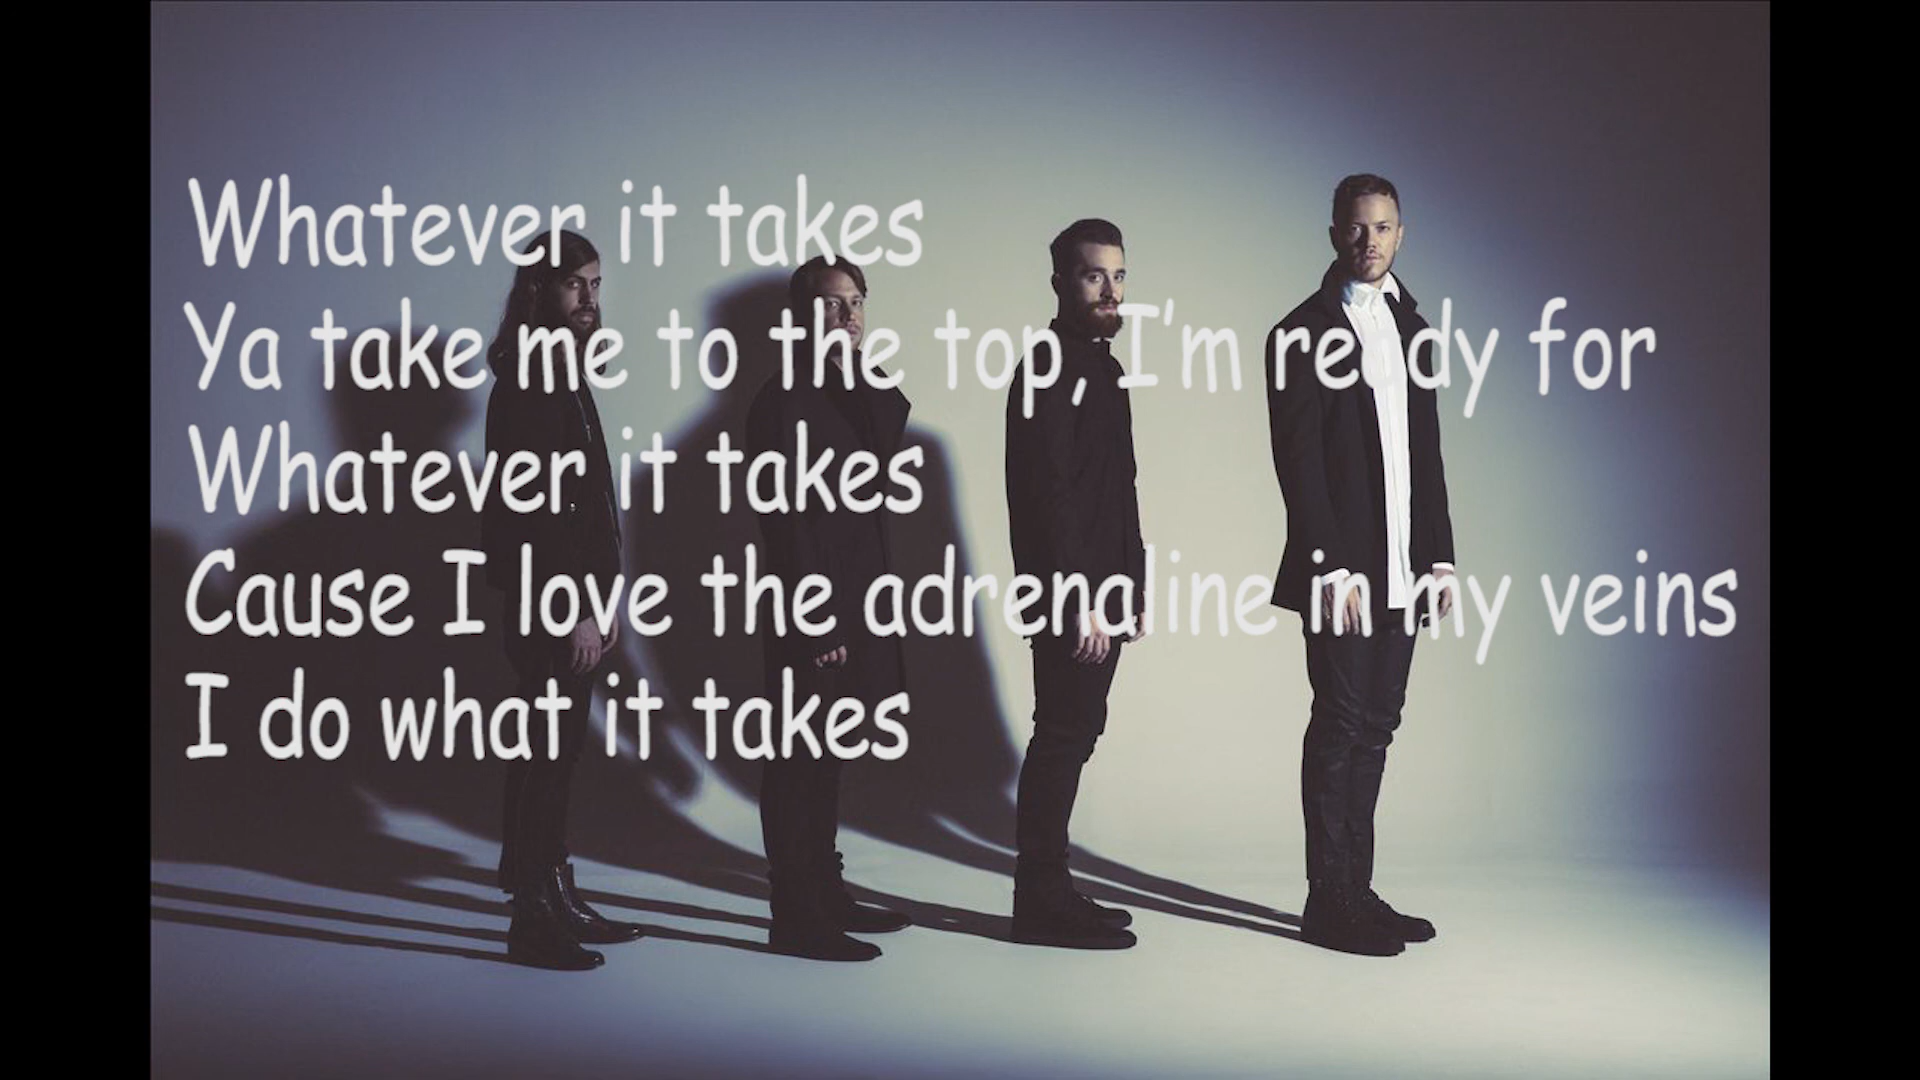 Whatever it takes
Ya take me to the top, I'm ready for
Whatever it takes
Cause I love the adrenaline in my veins
I do what it takes